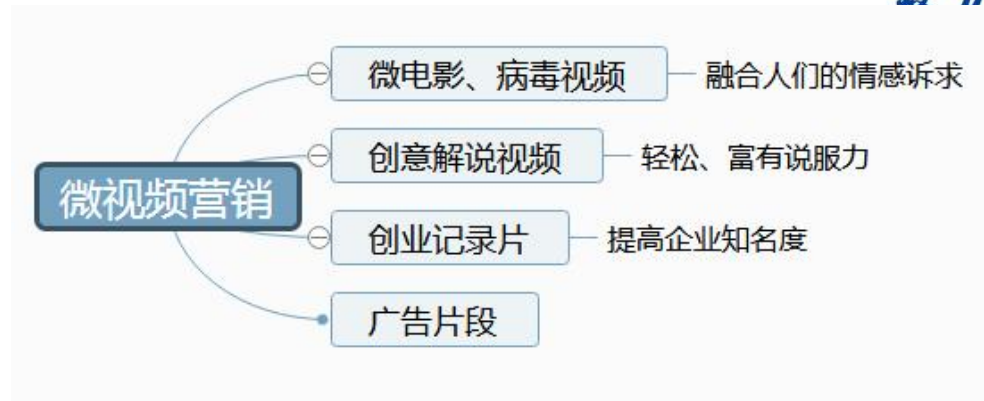 微视频营销
微电影、病毒视频
融合人们的情感诉求
创意解说视频
轻松、富有说服力
创业记录片
提高企业知名度
广告片段